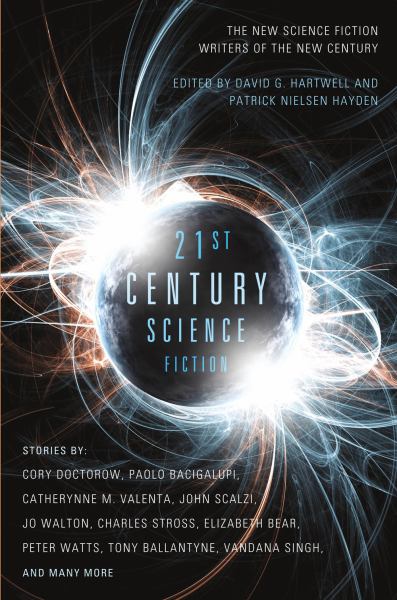 THE NEW SCIENCE FICTION
WRITERS OF THE NEW CENTURY
EDITED BY DAVID G. HARTWELL AND
PATRICK NIELSEN HAYDEN
21ST
CENTURY
SCIENCE
FICTION
STORIES BY:
CORY DOCTOROW, PAOLO BACIGALUPI,
CATHERYNNE M. VALENTA, JOHN SCALZI,
JO WALTON, CHARLES STROSS, ELIZABETH BEAR,
PETER WATTS, TONY BALLANTYNE, VANDANA SINGH,
AND MANY MORE